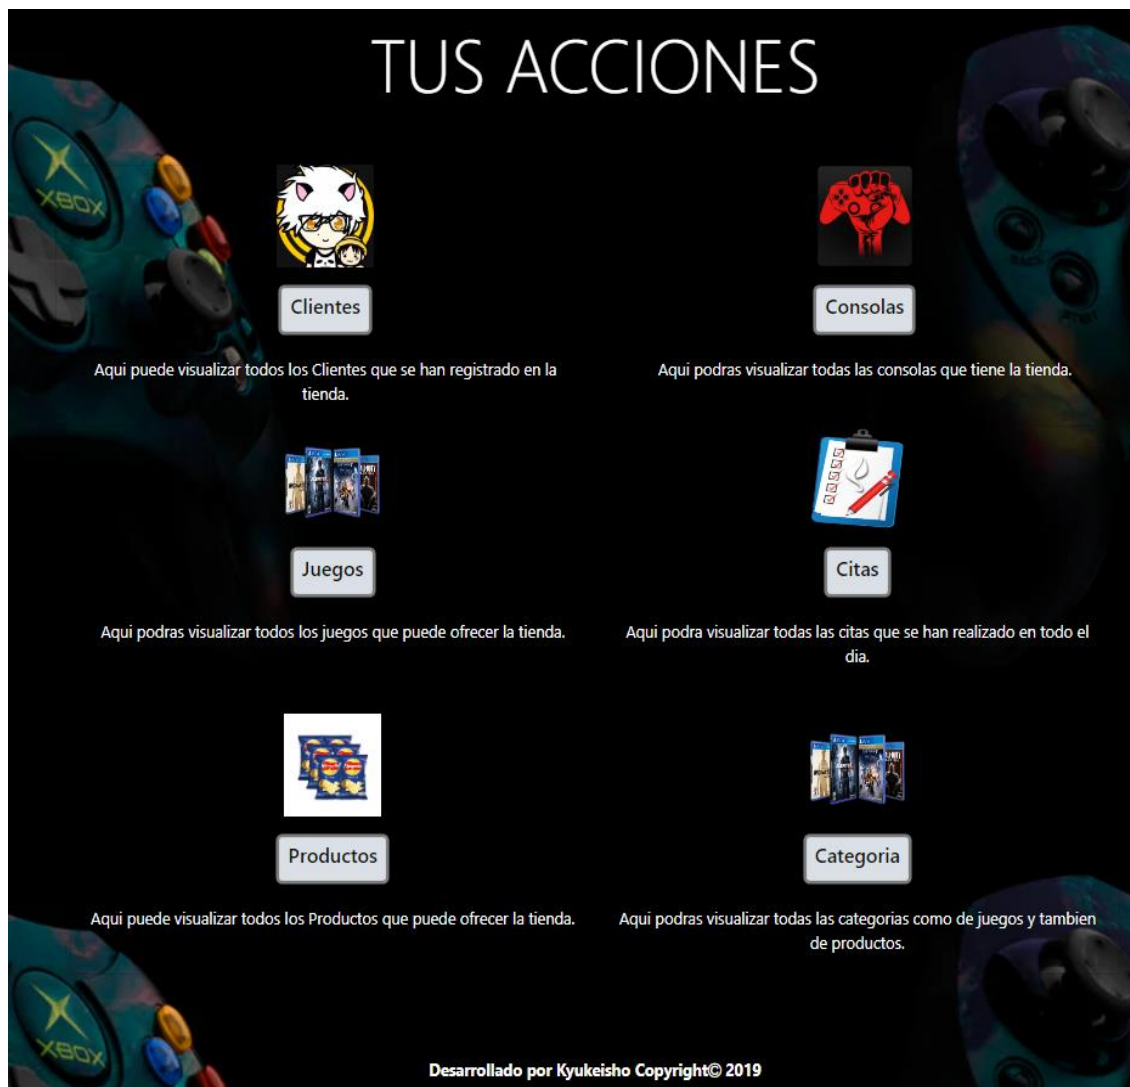 TUS ACCIONES
XBOX
Clientes
Consolas
Aqui puede visualizar todos los Clientes que se han registrado en la
tienda.
Aqui podras visualizar todas las consolas que tiene la tienda.
BACK
Juegos
Citas
Aqui podras visualizar todos los juegos que puede ofrecer la tienda.
Aqui podra visualizar todas las citas que se han realizado en todo el
dia.
Productos
Categoria
Aqui puede visualizar todos los Productos que puede ofrecer la tienda.
Aqui podras visualizar todas las categorias como de juegos y tambien
de productos.
XBOX
Desarrollado por Kyukeisho Copyright© 2019